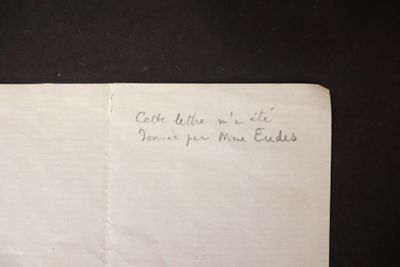 Cette lettre m'a été
donnée par Mme Eudes